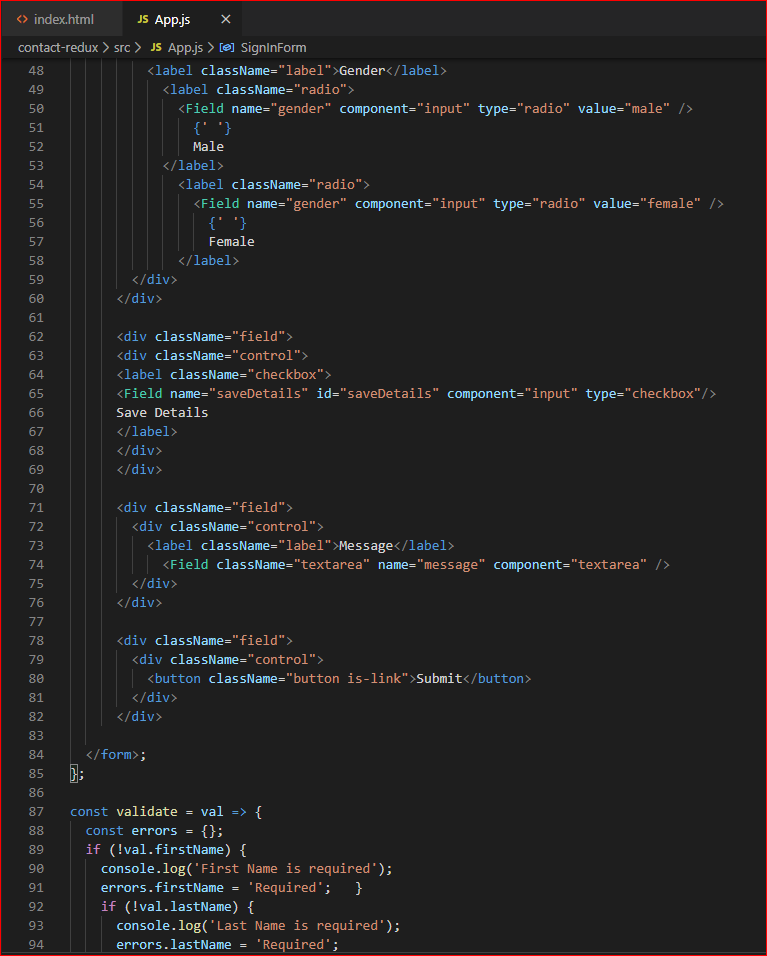 <> index.html JS App.js ×
contact-redux > src > JS App.js > SignInForm
48 <label className="label">Gender</label>
49 <label className="radio">
50 <Field name="gender" component="input" type="radio" value="male" />
51 {' '}
52 Male
53 </label>
54 <label className="radio">
55 <Field name="gender" component="input" type="radio" value="female" />
56 {' '}
57 Female
58 </label>
59 </div>
60 </div>
61
62 <div className="field">
63 <div className="control">
64 <label className="checkbox">
65 <Field name="saveDetails" id="saveDetails" component="input" type="checkbox"/>
66 Save Details
67 </label>
68 </div>
69 </div>
70
71 <div className="field">
72 <div className="control">
73 <label className="label">Message</label>
74 <Field className="textarea" name="message" component="textarea" />
75 </div>
76 </div>
77
78 <div className="field">
79 <div className="control">
80 <button className="button is-link">Submit</button>
81 </div>
82 </div>
83
84 </form>;
85 };
86
87 const validate = val => {
88 const errors = {};
89 if (!val.firstName) {
90 console.log('First Name is required');
91 errors.firstName = 'Required'; }
92 if (!val.lastName) {
93 console.log('Last Name is required');
94 errors.lastName = 'Required';